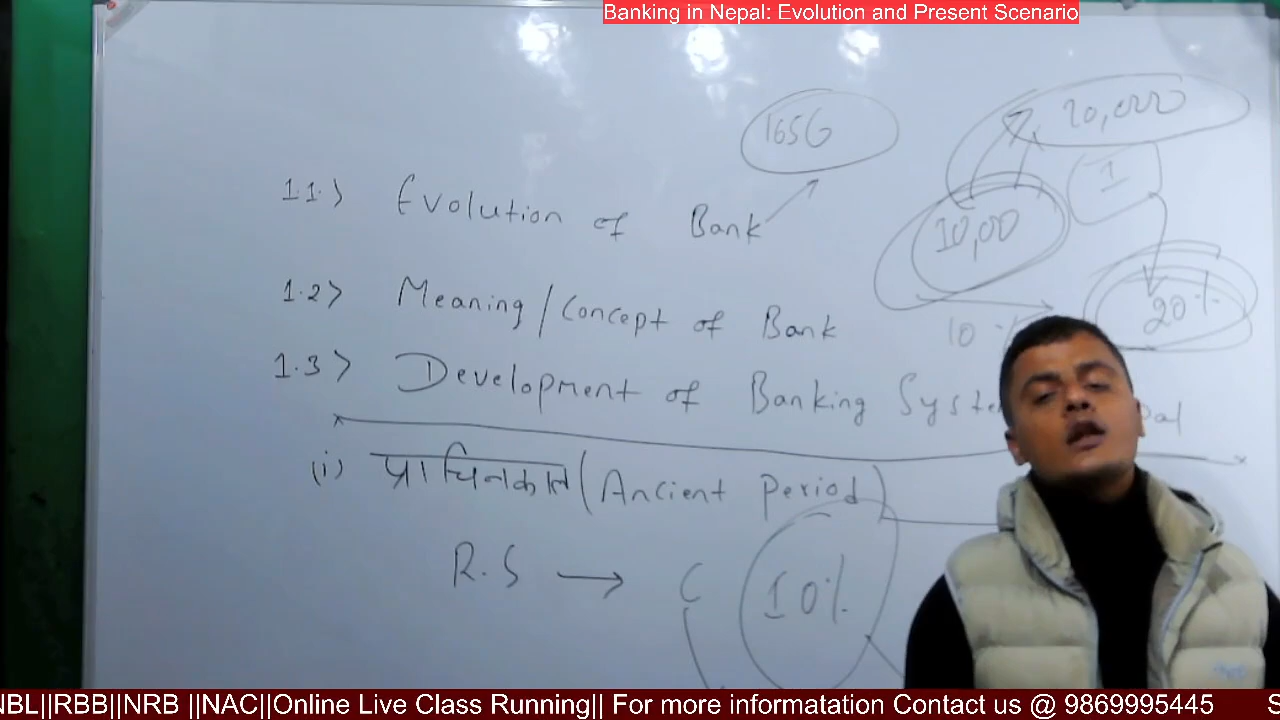 Banking in Nepal: Evolution and Present Scenario
1656
20,000
1
1.1> Evolution of Bank
10,00
1.2> Meaning/Concept of Bank
10 %
20%
1.3> Development of Banking
(i) प्राचिनकाल (Ancient Period)
R.S → C 10%
NBL||RBB||NRB ||NAC||Online Live Class Running|| For more informatation Contact us @ 9869995445